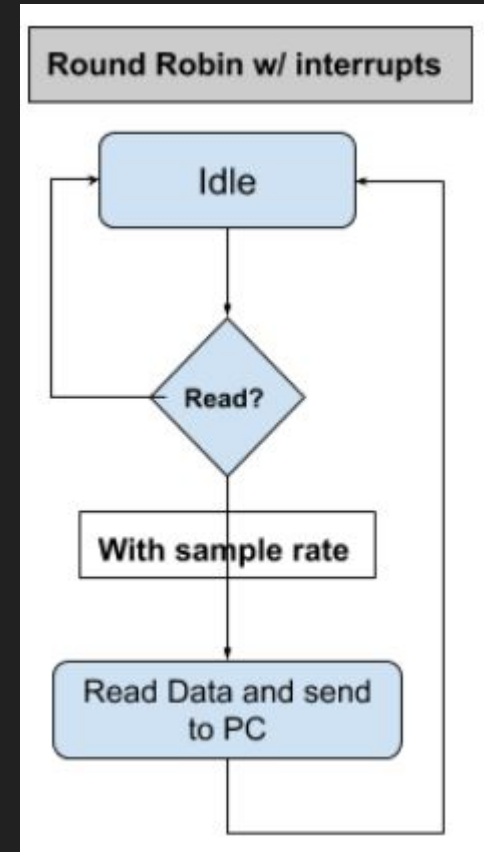 Round Robin w/ interrupts
Idle
Read?
With sample rate
Read Data and send
to PC